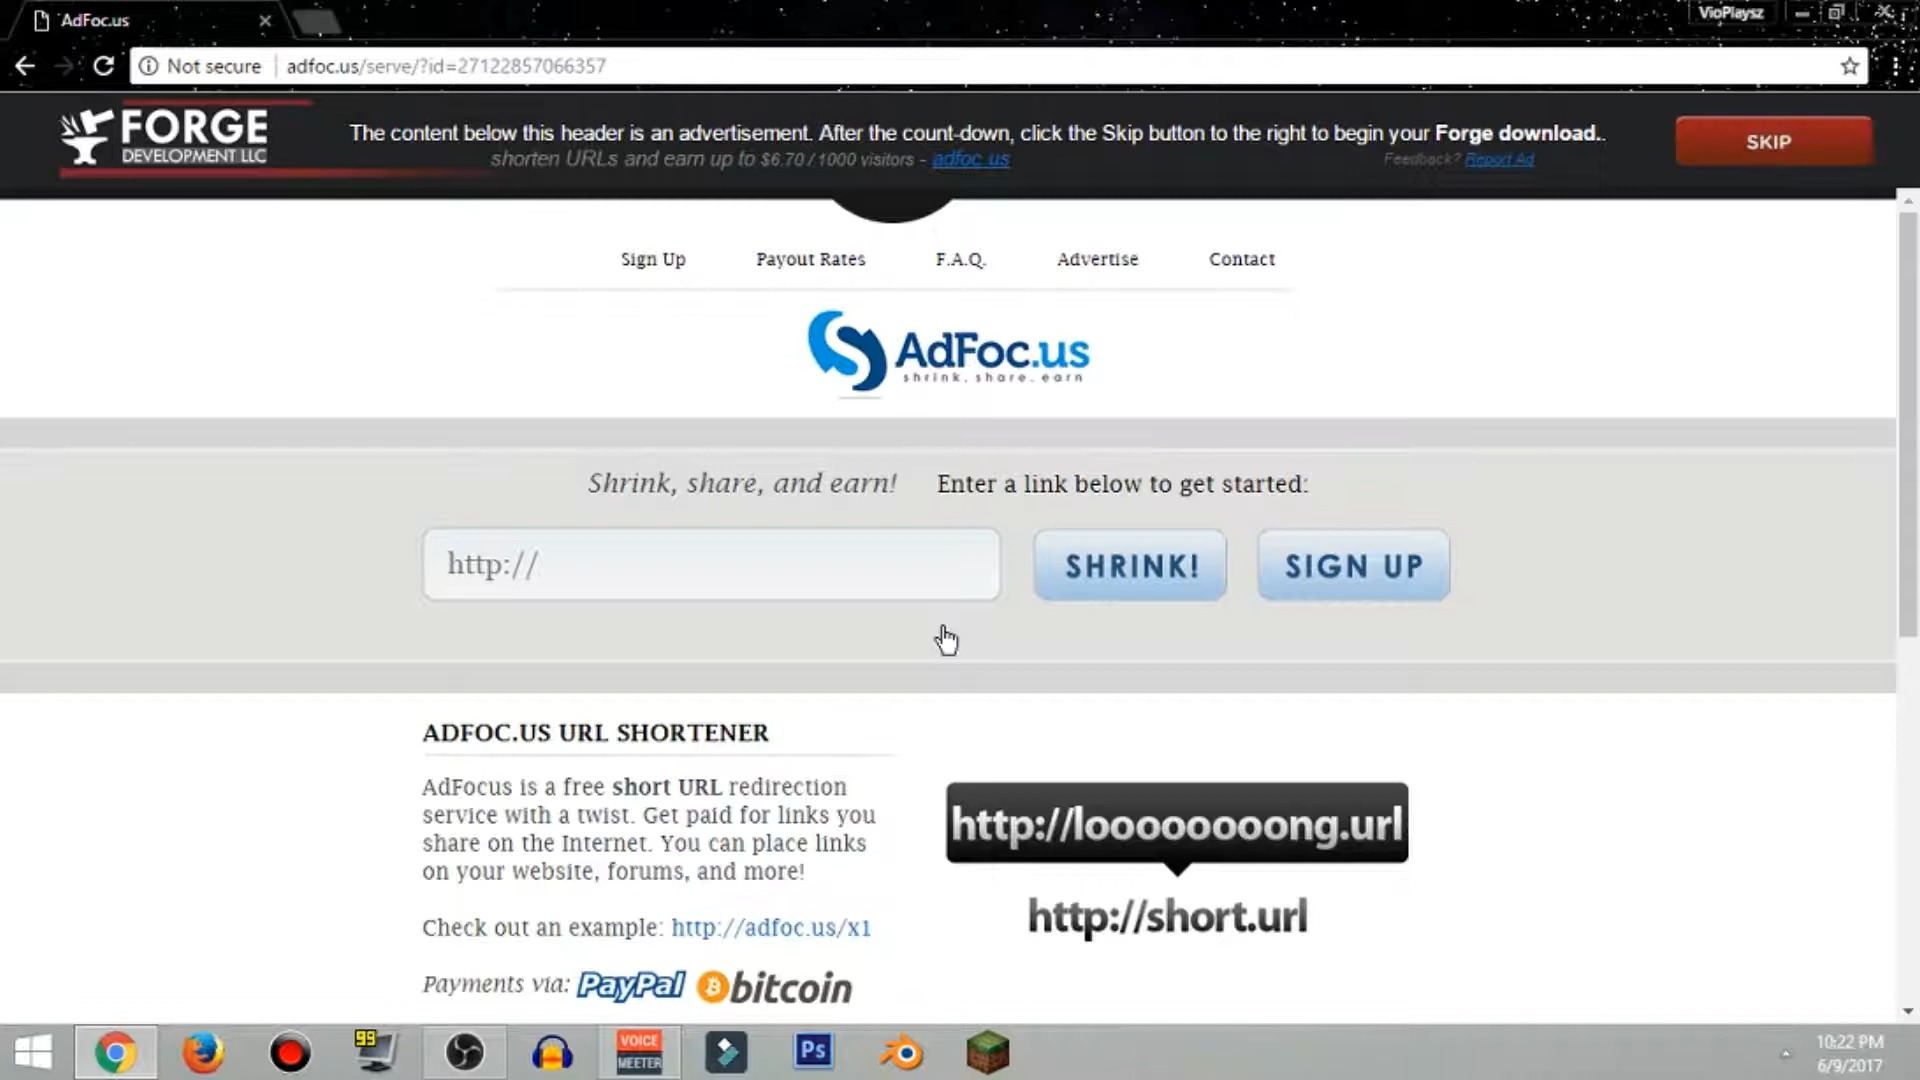 AdFoc.us
VioPlaysz
Not secure
adfoc.us/serve/?id=27122857066357
FORGE
DEVELOPMENT LLC
The content below this header is an advertisement. After the count-down, click the Skip button to the right to begin your Forge download..
shorten URLs and earn up to $6.70 / 1000 visitors - adfoc.us
Feedback? Report Ad
SKIP
Sign Up
Payout Rates
F.A.Q.
Advertise
Contact
AdFoc.us
shrink. share. earn
Shrink, share, and earn!
Enter a link below to get started:
http://
SHRINK!
SIGN UP
ADFOC.US URL SHORTENER
AdFocus is a free short URL redirection
service with a twist. Get paid for links you
share on the Internet. You can place links
on your website, forums, and more!
Check out an example: http://adfoc.us/x1
Payments via: PayPal bitcoin
http://looooooooong.url
http://short.url
99
VOICE
MEETER
Ps
10:22 PM
6/9/2017